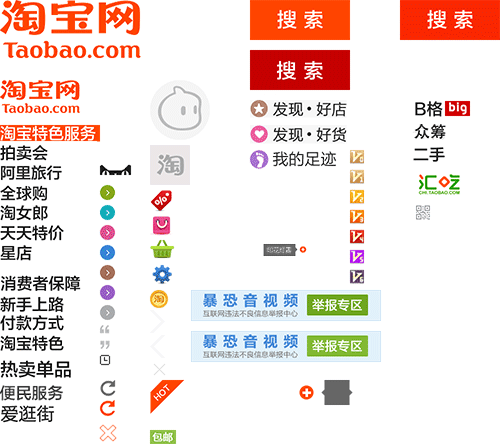 淘宝网
Taobao.com
搜索
搜索
搜索
淘宝网
Taobao.com
淘宝特色服务
拍卖会
阿里旅行
全球购
淘女郎
天天特价
星店
消费者保障
新手上路
付款方式
淘宝特色
热卖单品
便民服务
爱逛街
淘
%
淘
HOT
包邮
发现•好店
发现•好货
我的足迹
B格 big
众筹
二手
汇吃
CHI.TAOBAO.COM
暴恐音视频
互联网违法不良信息举报中心
举报专区
暴恐音视频
互联网违法不良信息举报中心
举报专区